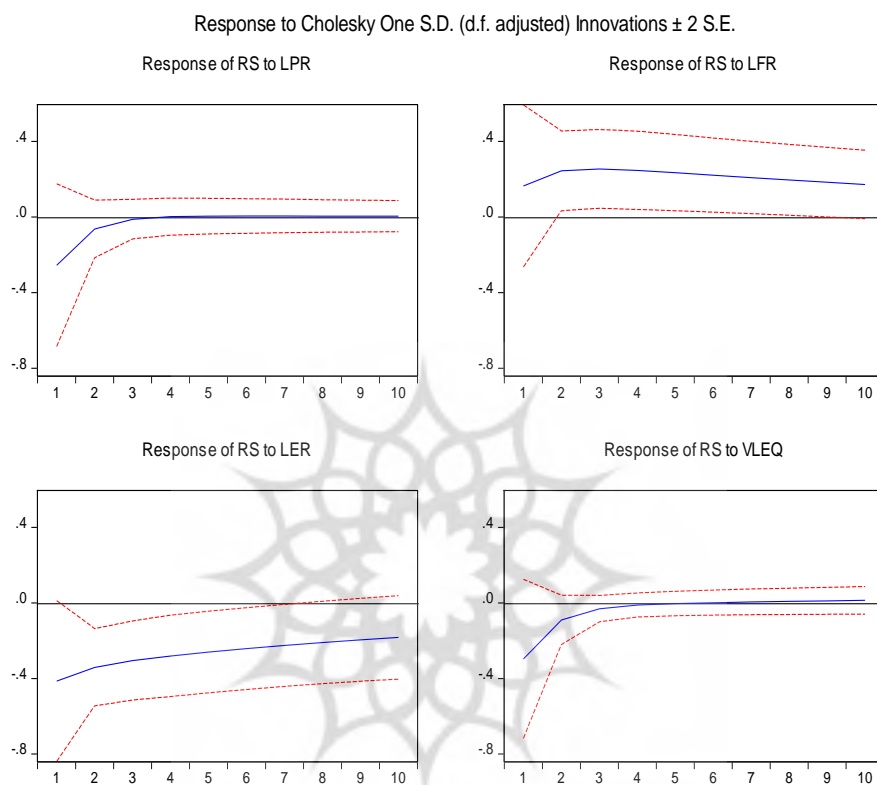 Response to Cholesky One S.D. (d.f. adjusted) Innovations ± 2 S.E.
Response of RS to LPR
.4
.0
-.4
-.8
1 2 3 4 5 6 7 8 9 10
Response of RS to LFR
.4
.0
-.4
-.8
1 2 3 4 5 6 7 8 9 10
Response of RS to LER
.4
.0
-.4
-.8
1 2 3 4 5 6 7 8 9 10
Response of RS to VLEQ
.4
.0
-.4
-.8
1 2 3 4 5 6 7 8 9 10